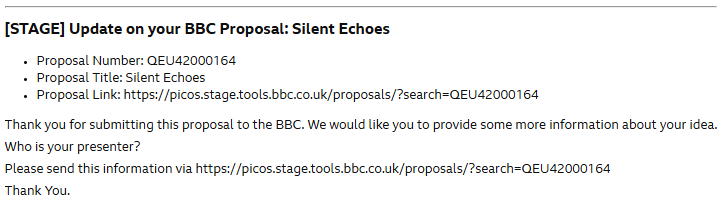 [STAGE] Update on your BBC Proposal: Silent Echoes
• Proposal Number: QEU42000164
• Proposal Title: Silent Echoes
• Proposal Link: https://picos.stage.tools.bbc.co.uk/proposals/?search=QEU42000164
Thank you for submitting this proposal to the BBC. We would like you to provide some more information about your idea.
Who is your presenter?
Please send this information via https://picos.stage.tools.bbc.co.uk/proposals/?search=QEU42000164
Thank You.